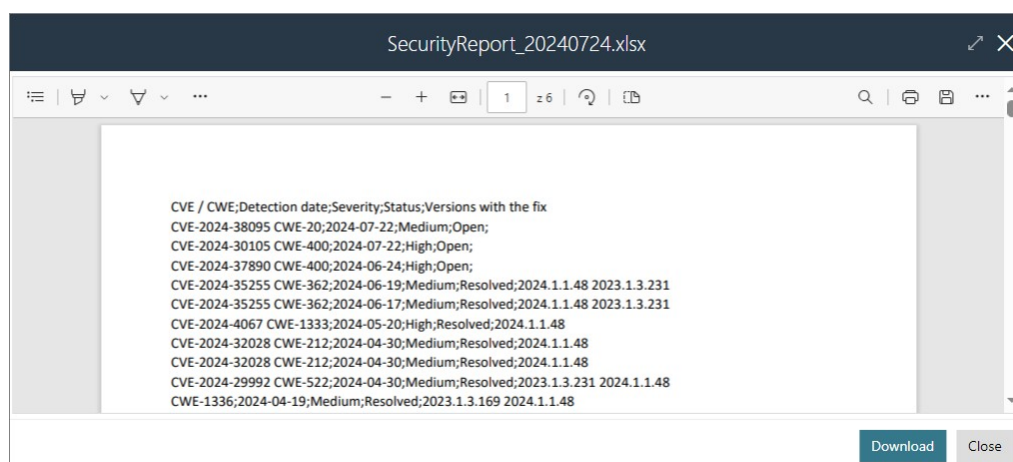 SecurityReport_20240724.xlsx
1 z 6
CVE / CWE;Detection date;Severity;Status;Versions with the fix
CVE-2024-38095 CWE-20;2024-07-22;Medium;Open;
CVE-2024-30105 CWE-400;2024-07-22;High;Open;
CVE-2024-37890 CWE-400;2024-06-24;High;Open;
CVE-2024-35255 CWE-362;2024-06-19;Medium;Resolved;2024.1.1.48 2023.1.3.231
CVE-2024-35255 CWE-362;2024-06-17;Medium;Resolved;2024.1.1.48 2023.1.3.231
CVE-2024-4067 CWE-1333;2024-05-20;High;Resolved;2024.1.1.48
CVE-2024-32028 CWE-212;2024-04-30;Medium;Resolved;2024.1.1.48
CVE-2024-32028 CWE-212;2024-04-30;Medium;Resolved;2024.1.1.48
CVE-2024-29992 CWE-522;2024-04-30;Medium;Resolved;2023.1.3.231 2024.1.1.48
CWE-1336;2024-04-19;Medium;Resolved;2023.1.3.169 2024.1.1.48
Download Close